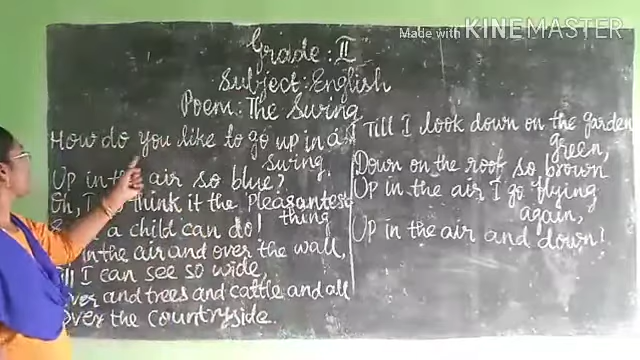 Made with KINEMASTER
Grade: II
Subject: English
Poem: The Swing
How do you like to go up in a
swing,
Up in the air so blue?
Oh, I do think it the Pleasantest
thing
a child can do!
in the air and over the wall,
Till I can see so wide,
River and trees and cattle and all
Over the Countryside.
Till I look down on the garden
green,
Down on the roof so brown
Up in the air I go flying
again,
Up in the air and down!